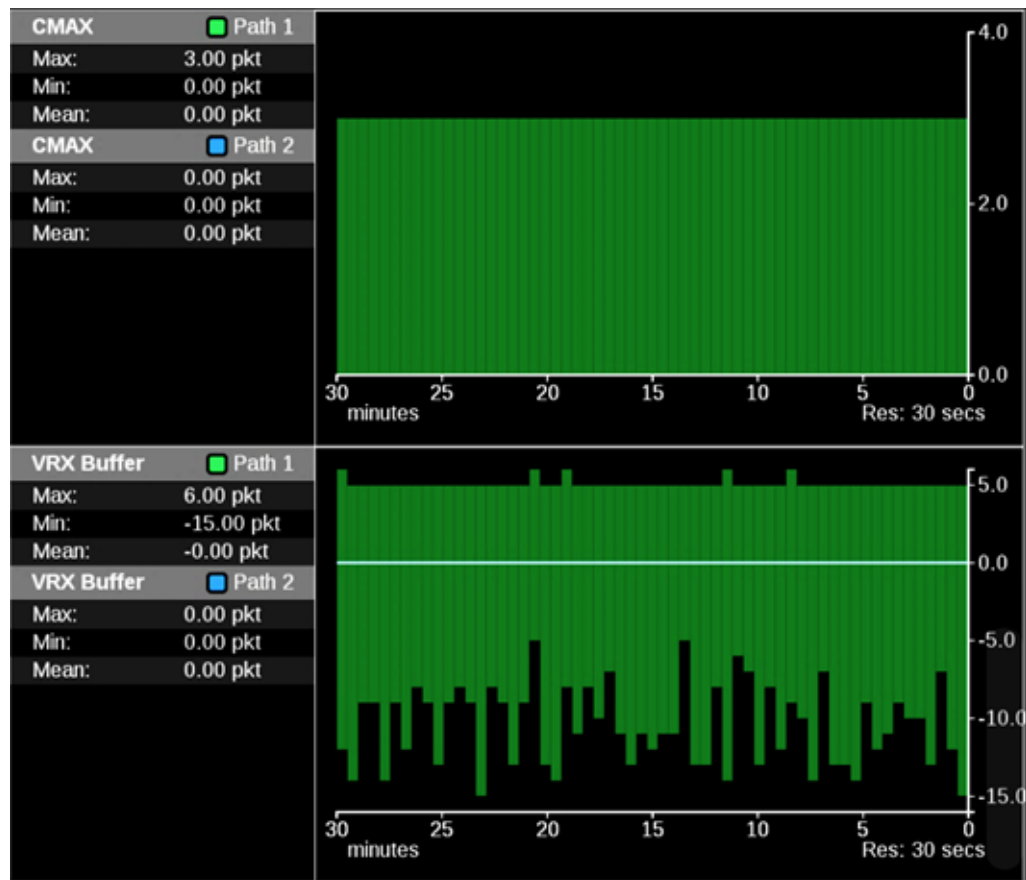 CMAX Path 1
Max: 3.00 pkt
Min: 0.00 pkt
Mean: 0.00 pkt
CMAX Path 2
Max: 0.00 pkt
Min: 0.00 pkt
Mean: 0.00 pkt
4.0
2.0
0.0
30 25 20 15 10 5 0
minutes Res: 30 secs
VRX Buffer Path 1
Max: 6.00 pkt
Min: -15.00 pkt
Mean: -0.00 pkt
VRX Buffer Path 2
Max: 0.00 pkt
Min: 0.00 pkt
Mean: 0.00 pkt
5.0
0.0
-5.0
-10.0
-15.0
30 25 20 15 10 5 0
minutes Res: 30 secs